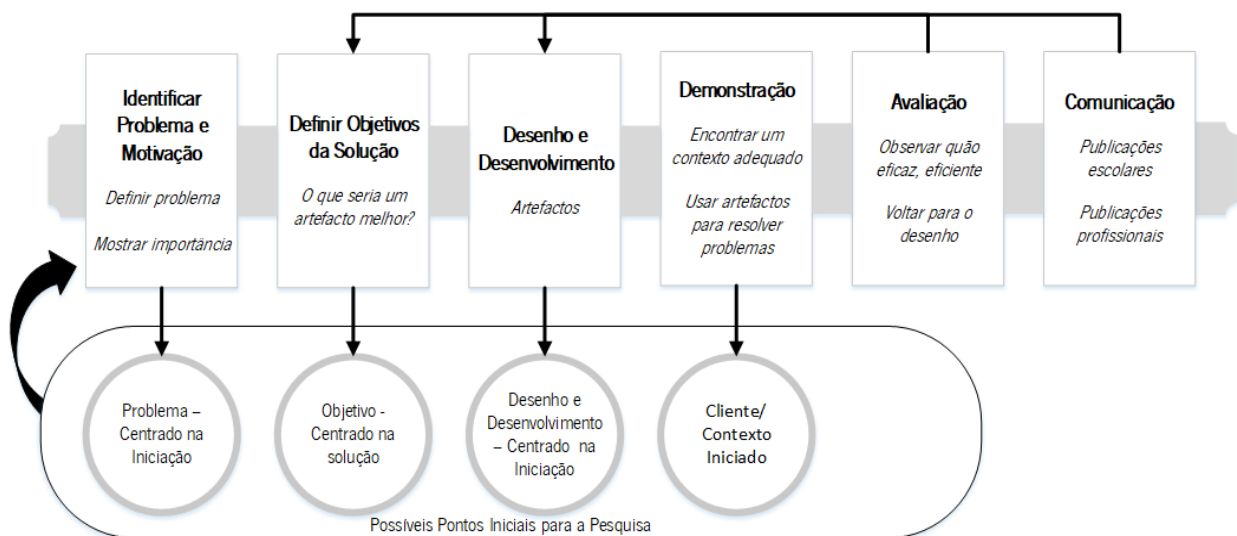 Identificar
Problema e
Motivação
Definir problema
Mostrar importância
Definir Objetivos
da Solução
O que seria um
artefacto melhor?
Desenho e
Desenvolvimento
Artefactos
Demonstração
Encontrar um
contexto adequado
Usar artefactos
para resolver
problemas
Avaliação
Observar quão
eficaz, eficiente
Voltar para o
desenho
Comunicação
Publicações
escolares
Publicações
profissionais
Problema –
Centrado na
Iniciação
Objetivo -
Centrado na
solução
Desenho e
Desenvolvimento
– Centrado na
Iniciação
Cliente/
Contexto
Iniciado
Possíveis Pontos Iniciais para a Pesquisa